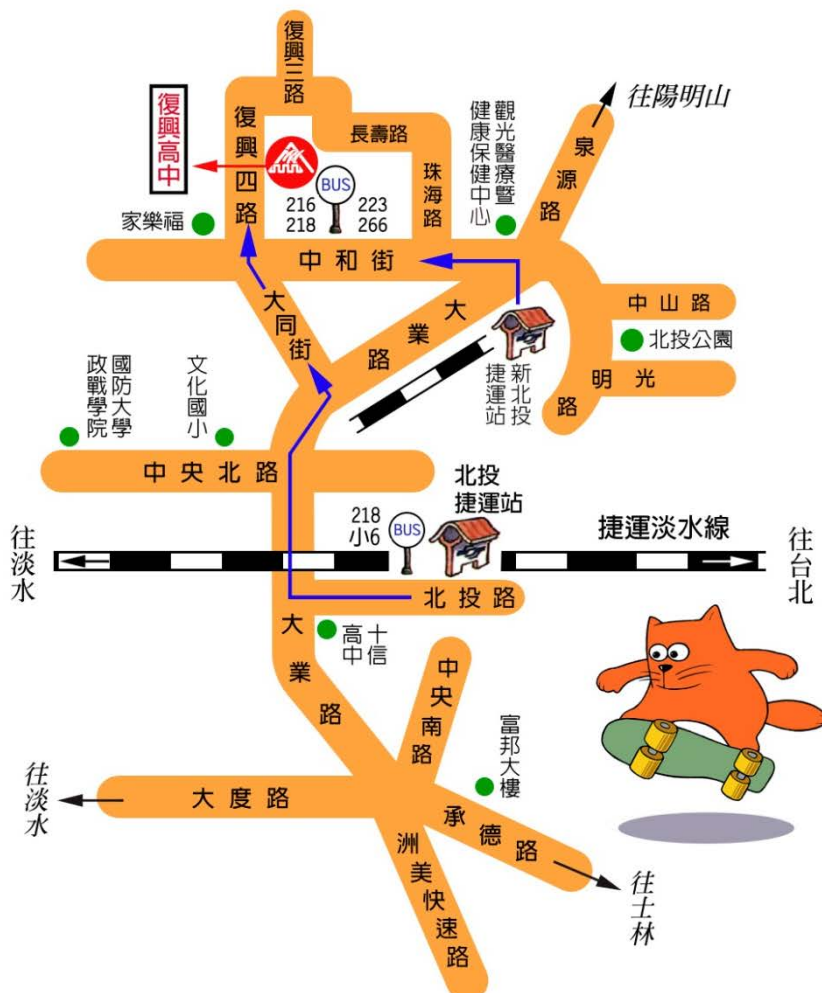 復興三路
復興高中
復興四路
長壽路
珠海路
觀光醫療暨
健康保健中心
往陽明山
泉源路
BUS
216 223
218 266
家樂福
中和街
大同街
大業路
新北投
捷運站
中山路
北投公園
光明路
國防大學
政戰學院
文化國小
中央北路
北投
捷運站
218
小6
BUS
捷運淡水線
往淡水
往台北
北投路
十信
高中
大業路
中央南路
富邦大樓
往淡水
大度路
承德路
洲美快速路
往士林